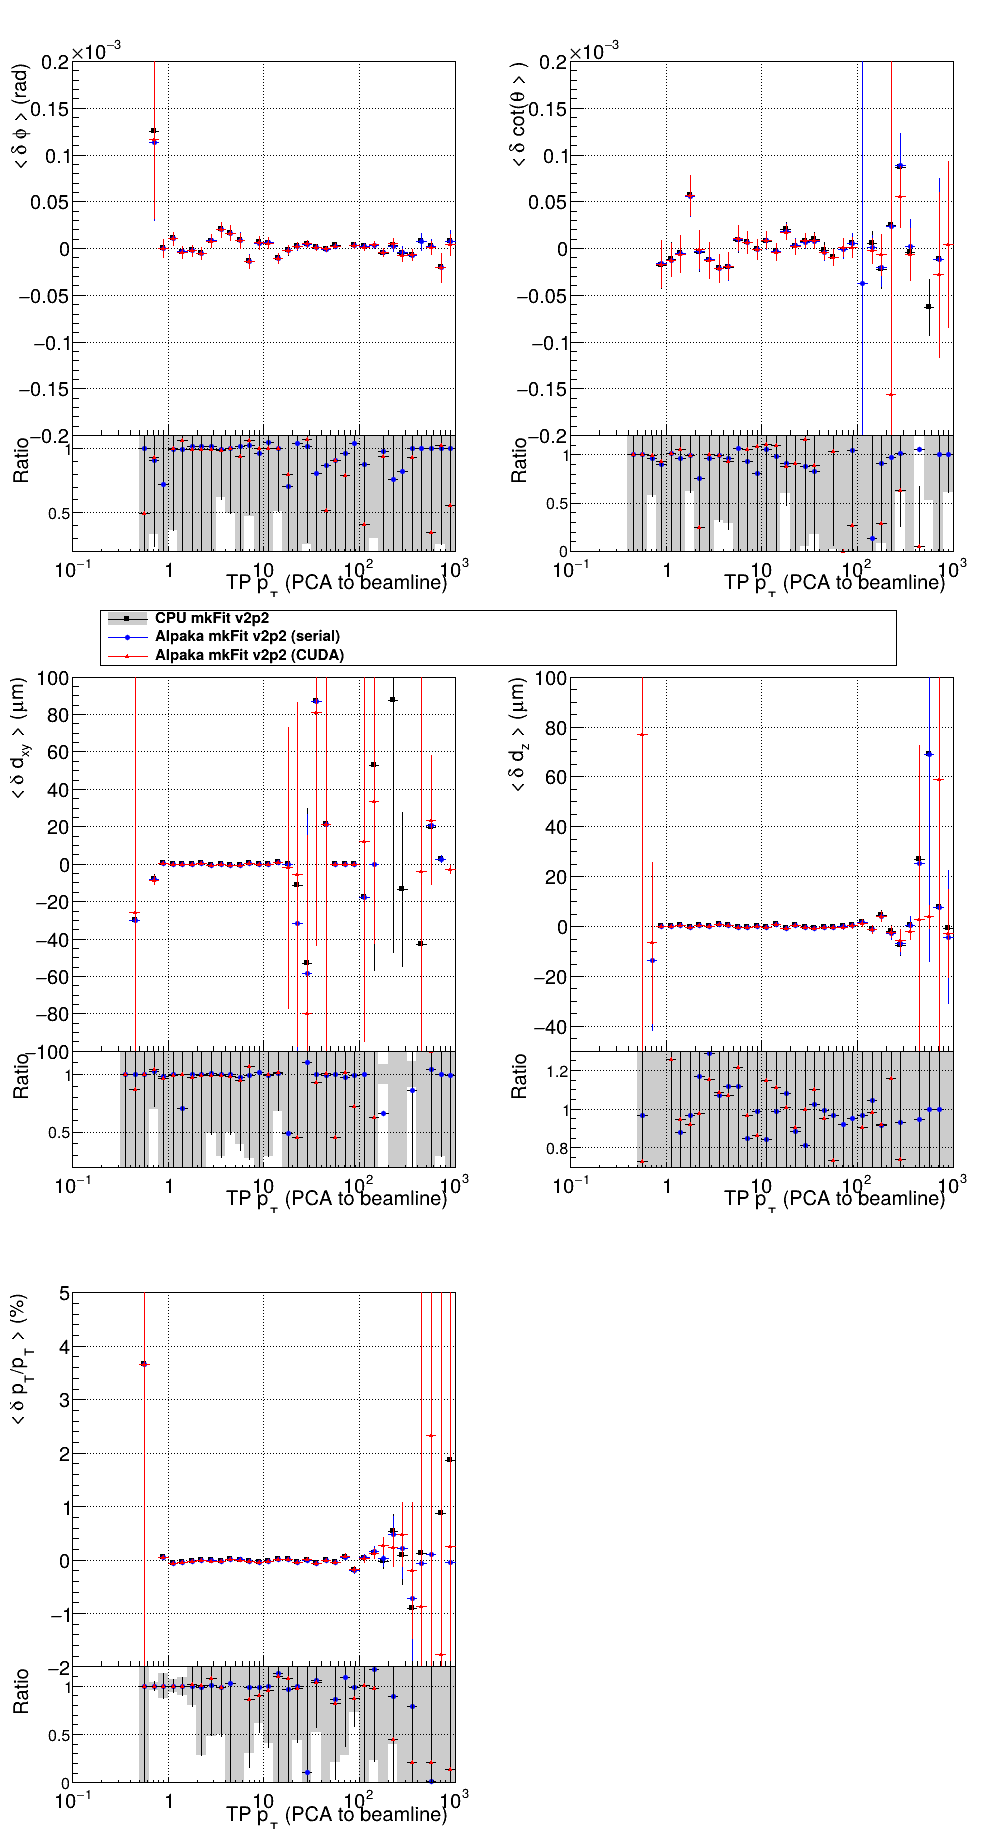 ×10⁻³
< δ φ > (rad)
0.2
0.15
0.1
0.05
0
−0.05
−0.1
−0.15
−0.2
Ratio
1
0.5
10⁻¹ 1 10 10² 10³
TP p_T (PCA to beamline)
×10⁻³
< δ cot(θ > )
0.2
0.15
0.1
0.05
0
−0.05
−0.1
−0.15
−0.2
Ratio
1
0.5
0
10⁻¹ 1 10 10² 10³
TP p_T (PCA to beamline)
CPU mkFit v2p2
Alpaka mkFit v2p2 (serial)
Alpaka mkFit v2p2 (CUDA)
< δ d_xy > (μm)
100
80
60
40
20
0
−20
−40
−60
−80
−100
Ratio
1
0.5
10⁻¹ 1 10 10² 10³
TP p_T (PCA to beamline)
< δ d_z > (μm)
100
80
60
40
20
0
−20
−40
Ratio
1.2
1
0.8
10⁻¹ 1 10 10² 10³
TP p_T (PCA to beamline)
< δ p_T/p_T > (%)
5
4
3
2
1
0
−1
−2
Ratio
1
0.5
0
10⁻¹ 1 10 10² 10³
TP p_T (PCA to beamline)